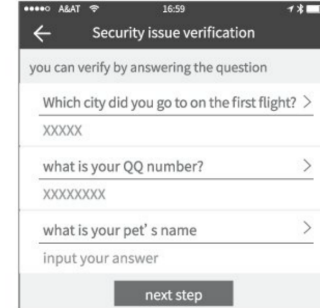 A&AT 16:59
Security issue verification
you can verify by answering the question
Which city did you go to on the first flight? >
XXXXX
what is your QQ number? >
XXXXXXXX
what is your pet's name >
input your answer
next step